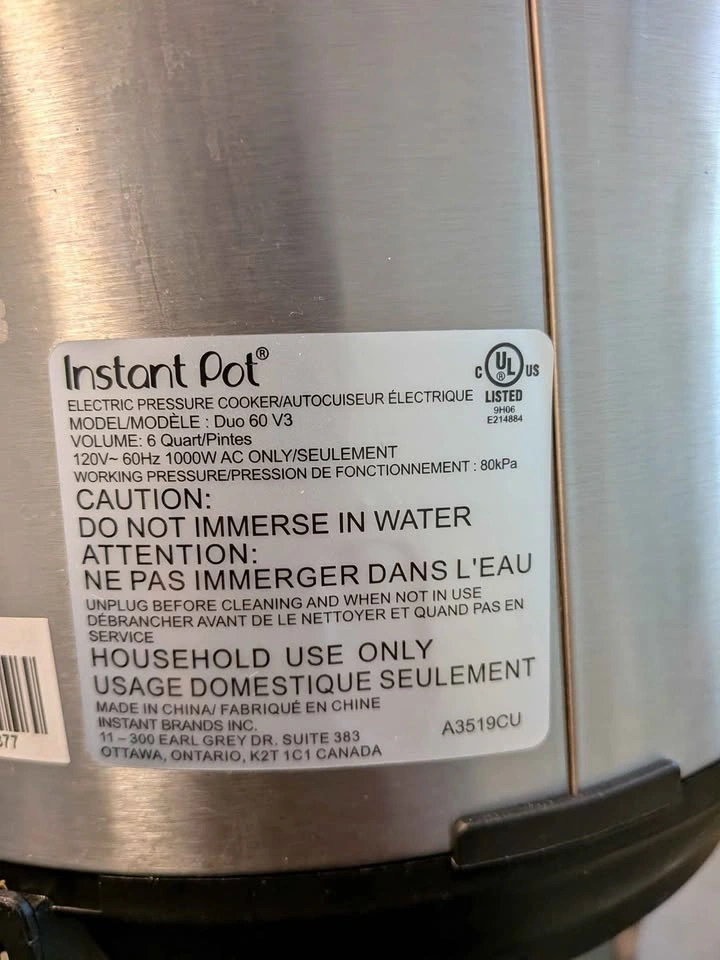 Instant Pot®
ELECTRIC PRESSURE COOKER/AUTOCUISEUR ÉLECTRIQUE
MODEL/MODÈLE : Duo 60 V3
VOLUME: 6 Quart/Pintes
120V~ 60Hz 1000W AC ONLY/SEULEMENT
WORKING PRESSURE/PRESSION DE FONCTIONNEMENT : 80kPa
C UL® US
LISTED
9H06
E214884
CAUTION:
DO NOT IMMERSE IN WATER
ATTENTION:
NE PAS IMMERGER DANS L'EAU
UNPLUG BEFORE CLEANING AND WHEN NOT IN USE
DÉBRANCHER AVANT DE LE NETTOYER ET QUAND PAS EN
SERVICE
HOUSEHOLD USE ONLY
USAGE DOMESTIQUE SEULEMENT
MADE IN CHINA/ FABRIQUÉ EN CHINE
INSTANT BRANDS INC.
11 – 300 EARL GREY DR. SUITE 383
OTTAWA, ONTARIO, K2T 1C1 CANADA
A3519CU
77